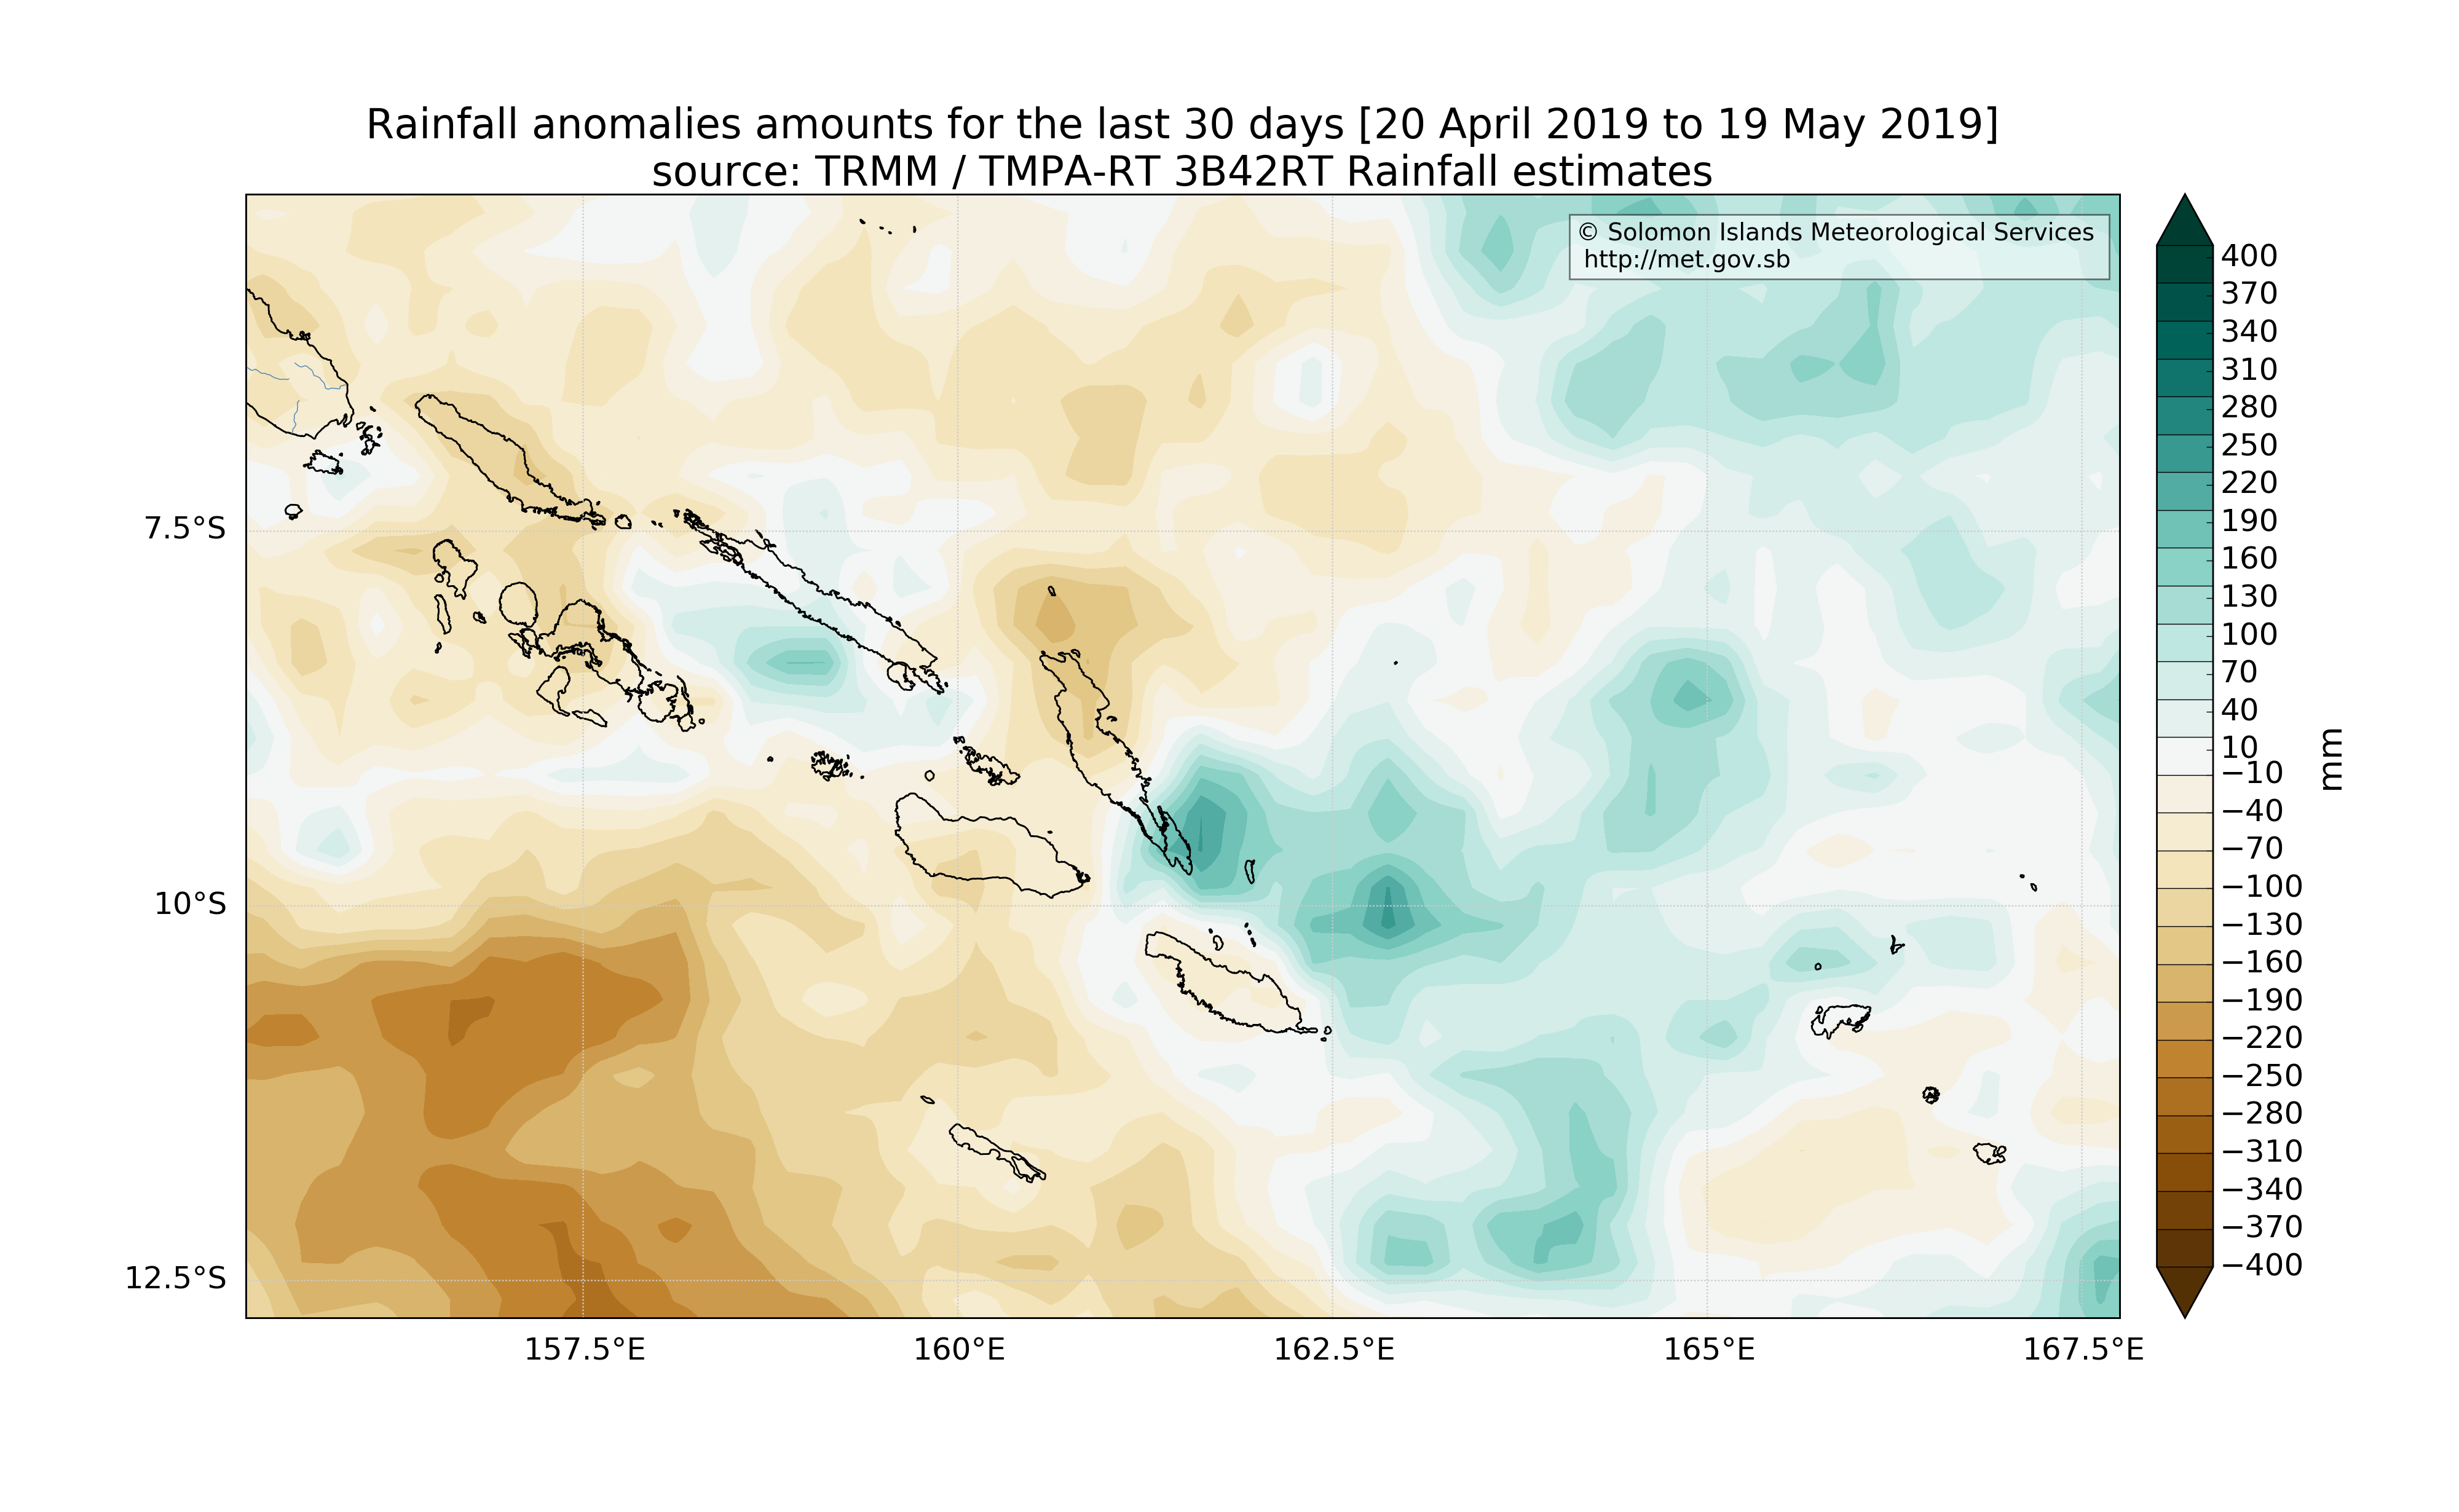 Rainfall anomalies amounts for the last 30 days [20 April 2019 to 19 May 2019]
source: TRMM / TMPA-RT 3B42RT Rainfall estimates
© Solomon Islands Meteorological Services
http://met.gov.sb
7.5°S
10°S
12.5°S
157.5°E
160°E
162.5°E
165°E
167.5°E
400
370
340
310
280
250
220
190
160
130
100
70
40
10
−10
−40
−70
−100
−130
−160
−190
−220
−250
−280
−310
−340
−370
−400
mm